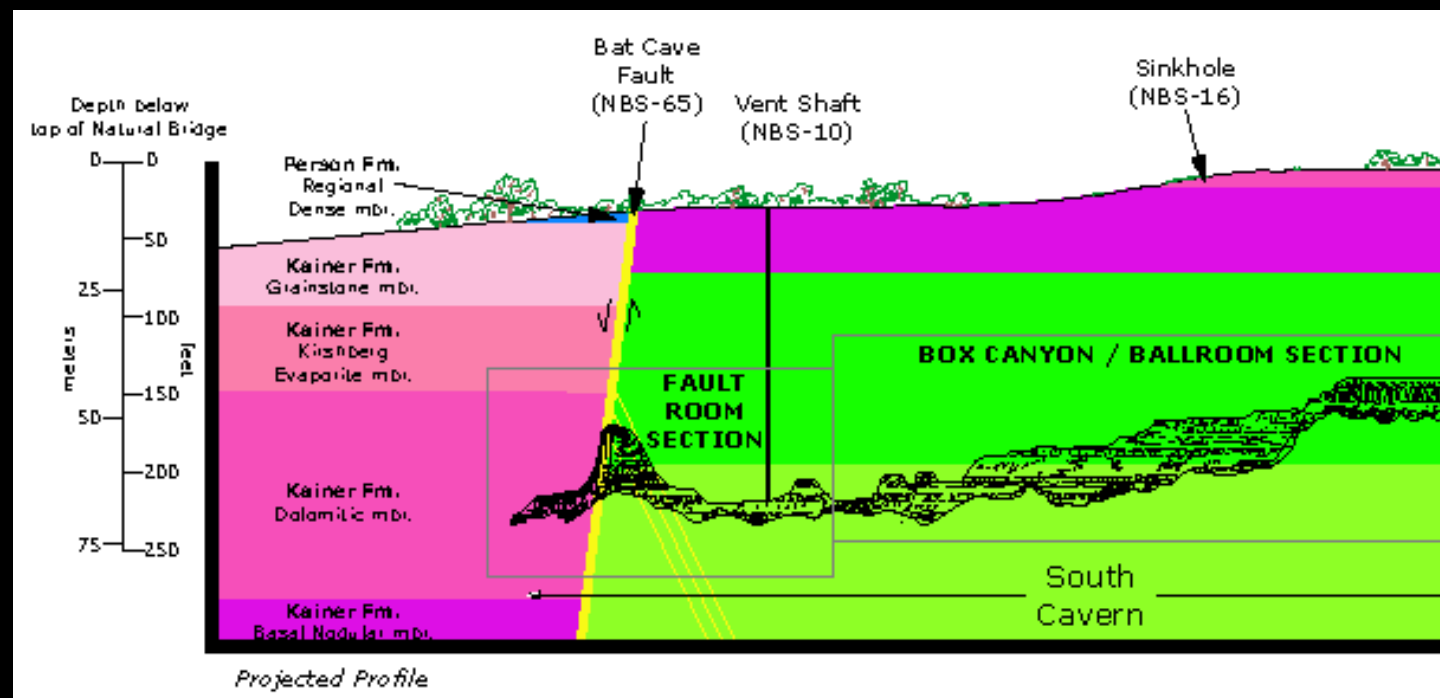 Bat Cave
Fault
(NBS-65)
Vent Shaft
(NBS-10)
Sinkhole
(NBS-16)
Depth below
top of Natural Bridge
0 0
50
25
100
150
50
200
75
250
meters
feet
Person Fm.
Regional
Dense mbr.
Kainer Fm.
Grainstone mbr.
Kainer Fm.
Kirshberg
Evaporite mbr.
Kainer Fm.
Dolomitic mbr.
Kainer Fm.
Basal Nodular mbr.
FAULT
ROOM
SECTION
BOX CANYON / BALLROOM SECTION
South
Cavern
Projected Profile